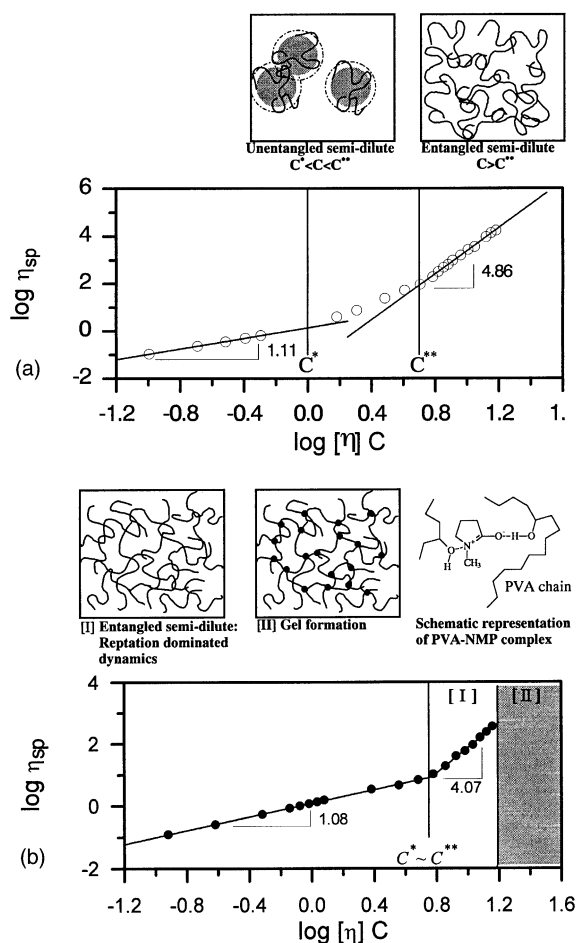 Unentangled semi-dilute
C*<C<C**
Entangled semi-dilute
C>C**
6
4
2
0
-2
log ηsp
4.86
1.11
C*
C**
(a)
-1.2 -0.8 -0.4 0.0 0.4 0.8 1.2 1.6
log [η] C
[I] Entangled semi-dilute:
Reptation dominated
dynamics
[II] Gel formation
O
H
N+
CH3
O-
H
O
PVA chain
Schematic representation
of PVA-NMP complex
4
2
0
-2
log ηsp
[I]
[II]
4.07
1.08
C* ~ C**
(b)
-1.2 -0.8 -0.4 0.0 0.4 0.8 1.2 1.6
log [η] C